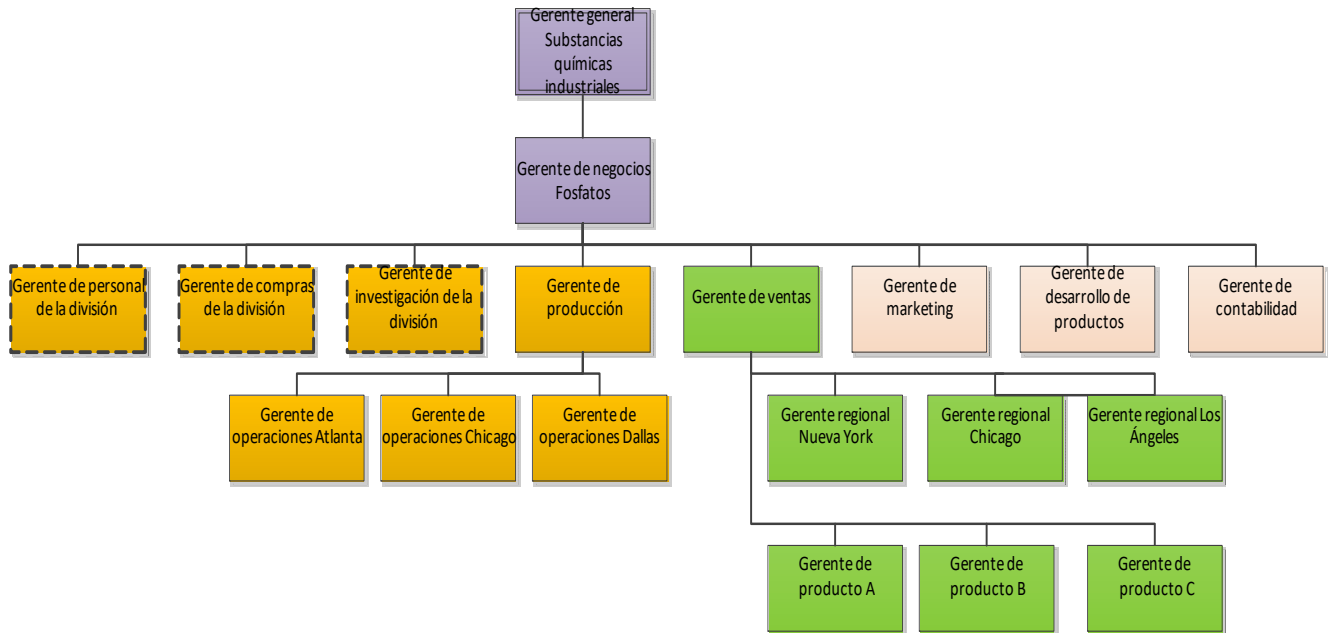 Gerente general
Substancias
químicas
industriales
Gerente de negocios
Fosfatos
Gerente de personal
de la división
Gerente de compras
de la división
Gerente de
investigación de la
división
Gerente de
producción
Gerente de ventas
Gerente de
marketing
Gerente de
desarrollo de
productos
Gerente de
contabilidad
Gerente de
operaciones Atlanta
Gerente de
operaciones Chicago
Gerente de
operaciones Dallas
Gerente regional
Nueva York
Gerente regional
Chicago
Gerente regional Los
Ángeles
Gerente de
producto A
Gerente de
producto B
Gerente de
producto C